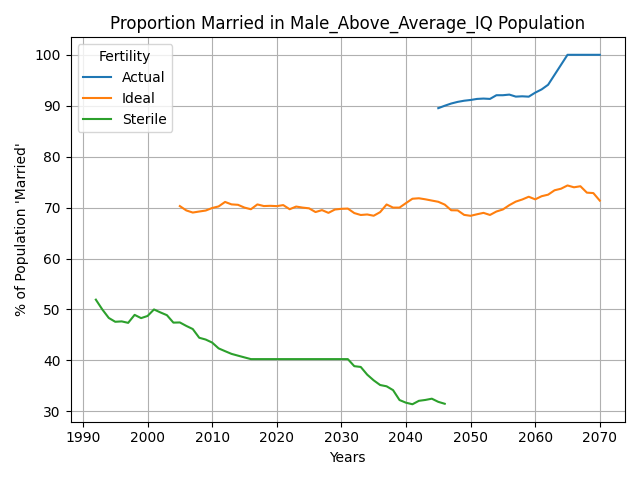 Proportion Married in Male_Above_Average_IQ Population
Fertility
Actual
Ideal
Sterile
% of Population 'Married'
100
90
80
70
60
50
40
30
1990 2000 2010 2020 2030 2040 2050 2060 2070
Years